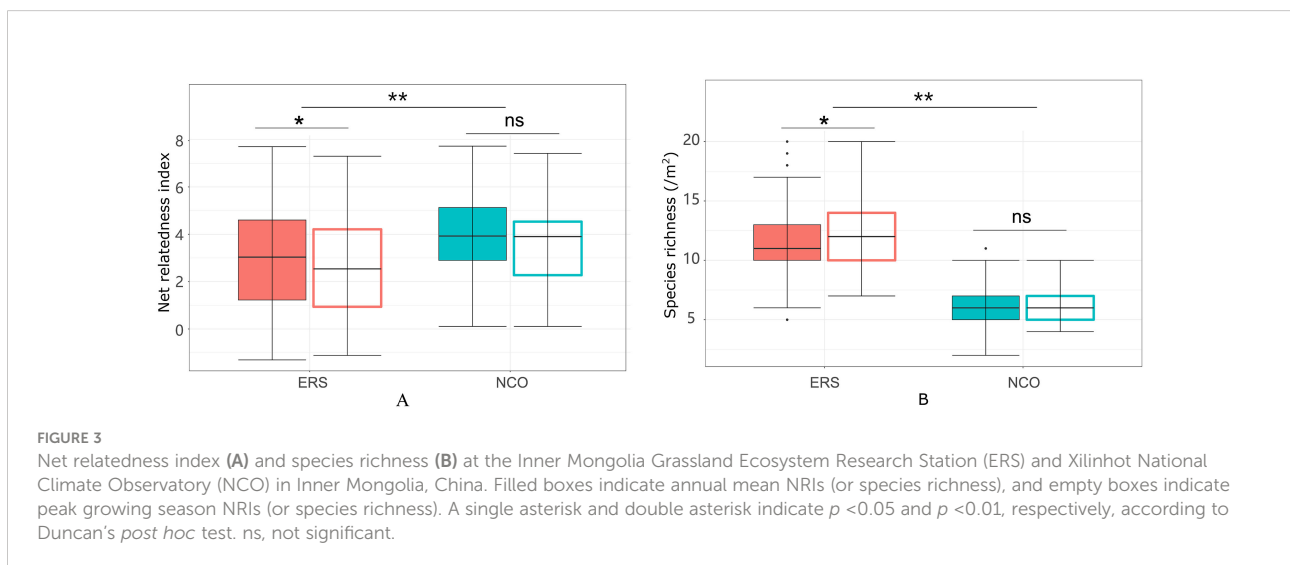 **
*
ns
Net relatedness index
8
6
4
2
0
ERS
NCO
A
**
*
ns
Species richness (/m²)
20
15
10
5
ERS
NCO
B
FIGURE 3
Net relatedness index (A) and species richness (B) at the Inner Mongolia Grassland Ecosystem Research Station (ERS) and Xilinhot National
Climate Observatory (NCO) in Inner Mongolia, China. Filled boxes indicate annual mean NRIs (or species richness), and empty boxes indicate
peak growing season NRIs (or species richness). A single asterisk and double asterisk indicate p <0.05 and p <0.01, respectively, according to
Duncan's post hoc test. ns, not significant.